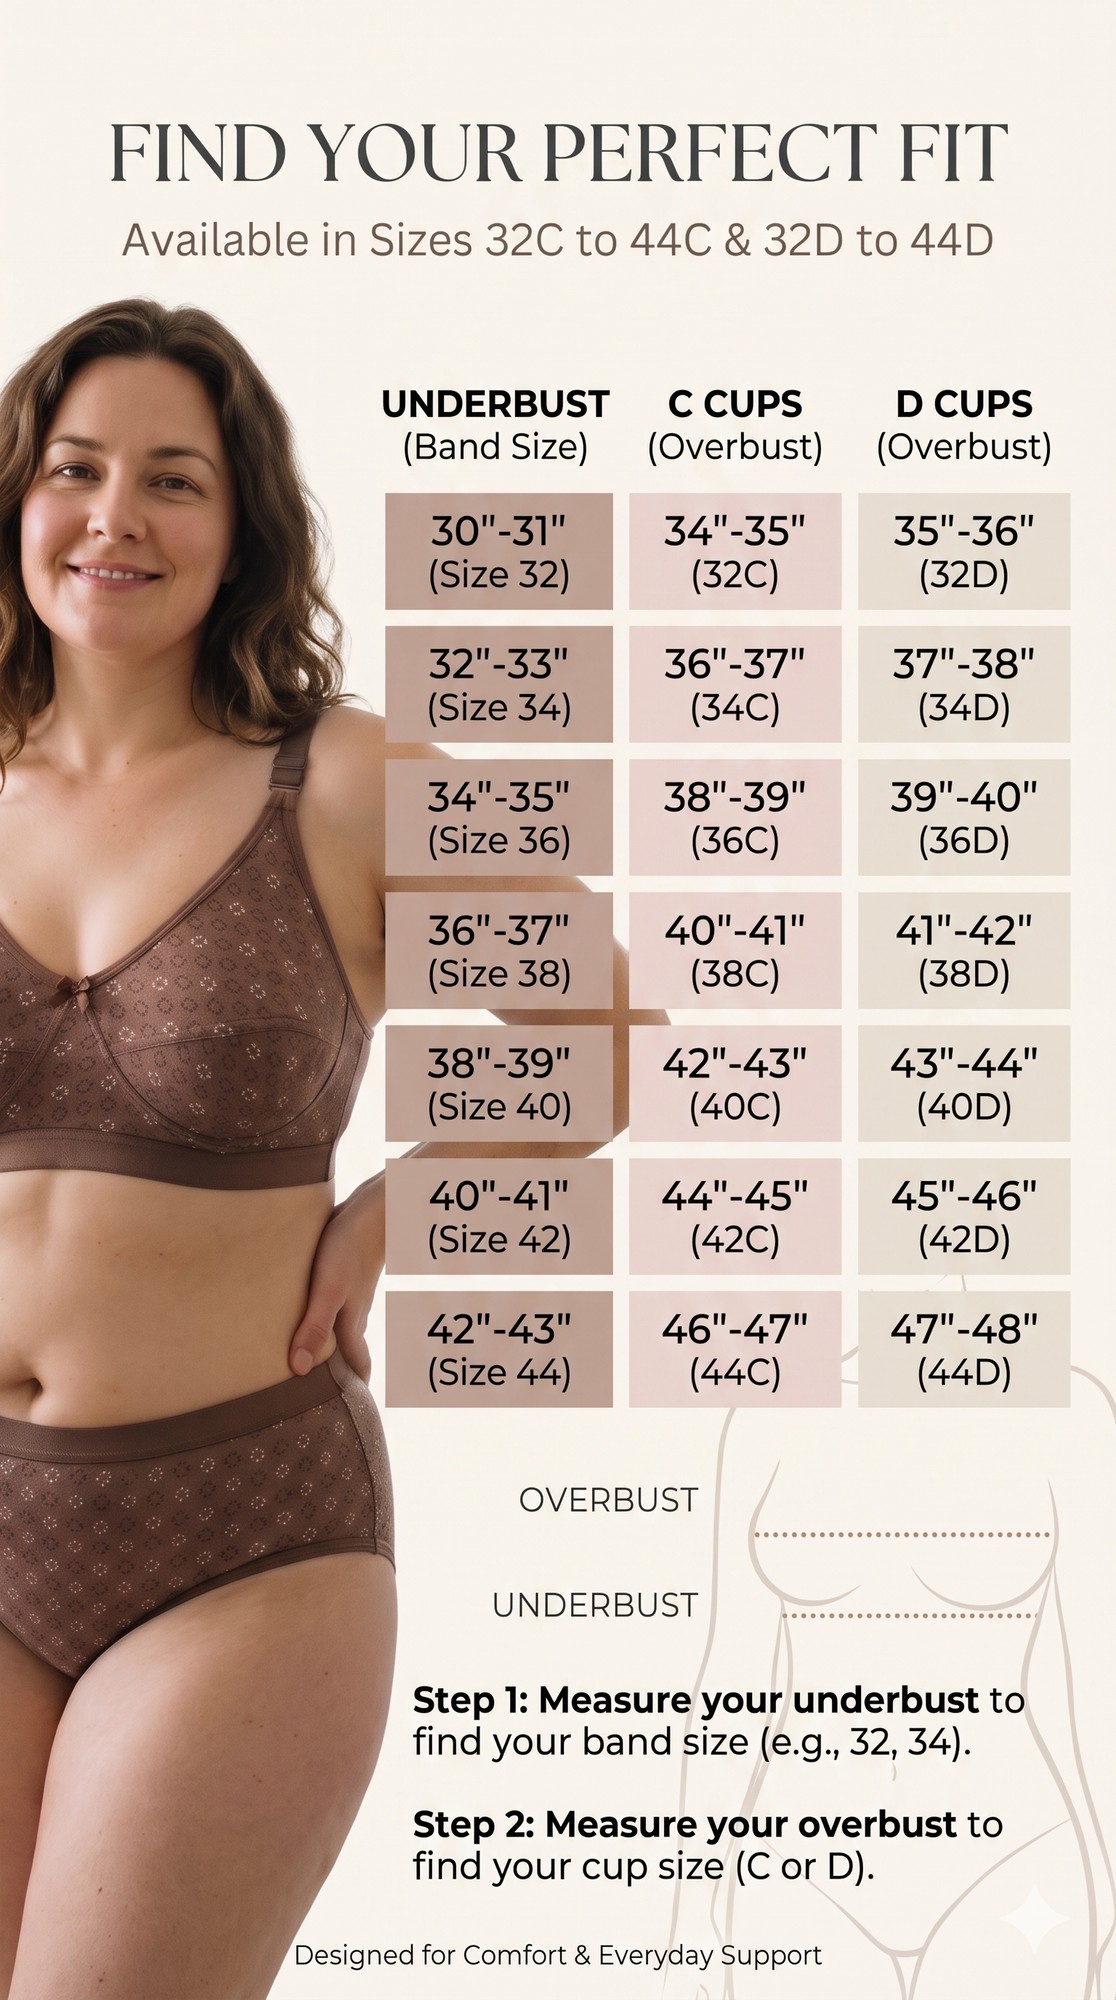 FIND YOUR PERFECT FIT
Available in Sizes 32C to 44C & 32D to 44D
UNDERBUST C CUPS D CUPS
(Band Size) (Overbust) (Overbust)
30"-31" 34"-35" 35"-36"
(Size 32) (32C) (32D)
32"-33" 36"-37" 37"-38"
(Size 34) (34C) (34D)
34"-35" 38"-39" 39"-40"
(Size 36) (36C) (36D)
36"-37" 40"-41" 41"-42"
(Size 38) (38C) (38D)
38"-39" 42"-43" 43"-44"
(Size 40) (40C) (40D)
40"-41" 44"-45" 45"-46"
(Size 42) (42C) (42D)
42"-43" 46"-47" 47"-48"
(Size 44) (44C) (44D)
OVERBUST
UNDERBUST
Step 1: Measure your underbust to
find your band size (e.g., 32, 34).
Step 2: Measure your overbust to
find your cup size (C or D).
Designed for Comfort & Everyday Support